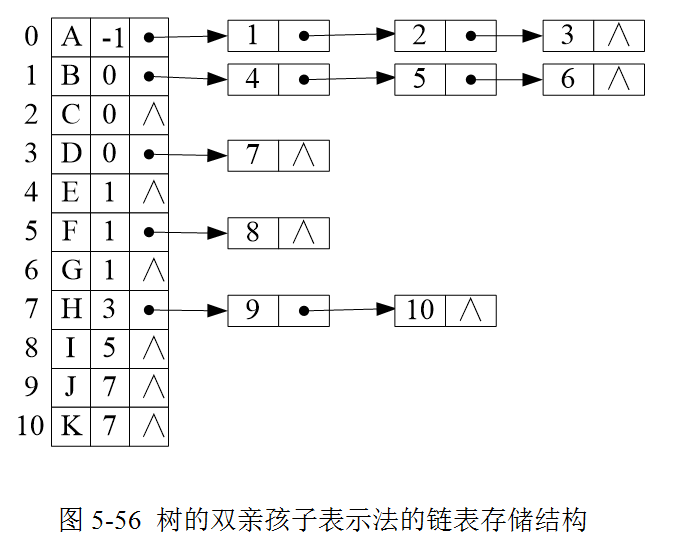 0 A -1 1 2 3 ∧
1 B 0 4 5 6 ∧
2 C 0 ∧
3 D 0 7 ∧
4 E 1 ∧
5 F 1 8 ∧
6 G 1 ∧
7 H 3 9 10 ∧
8 I 5 ∧
9 J 7 ∧
10 K 7 ∧
图 5-56 树的双亲孩子表示法的链表存储结构